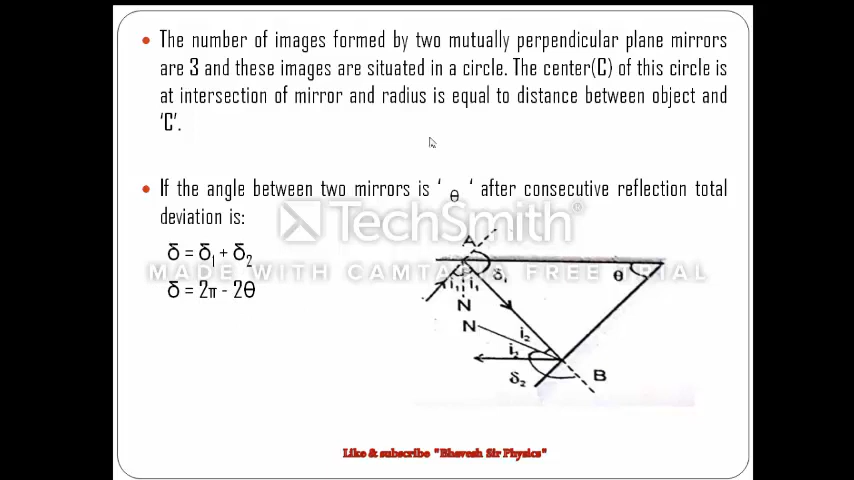 The number of images formed by two mutually perpendicular plane mirrors
are 3 and these images are situated in a circle. The center(C) of this circle is
at intersection of mirror and radius is equal to distance between object and
'C'.
If the angle between two mirrors is ' θ ' after consecutive reflection total
deviation is:
TechSmith®
δ = δ₁ + δ₂
MADE WITH CAMTASIA FREE TRIAL
δ = 2π - 2θ
A
δ₁
θ
i₁ i₁
N
N
i₂
i₂
δ₂
B
Like & subscribe "Bhavesh Sir Physics"